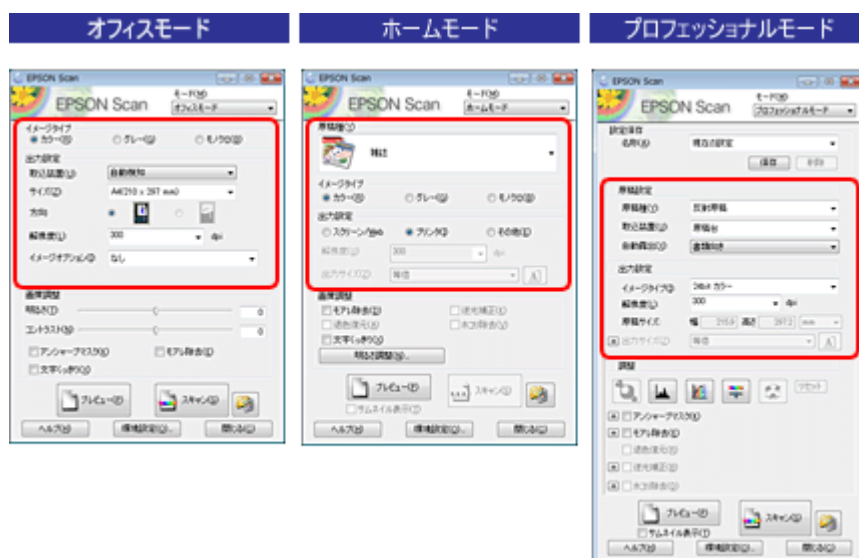 オフィスモード
EPSON Scan
EPSON Scan
モード(M)
オフィスモード
イメージタイプ
カラー(B)
グレー(G)
モノクロ(O)
出力設定
取込装置(U)
自動検知
サイズ(Z)
A4(210 x 297 mm)
方向
解像度(L)
300
dpi
イメージオプション(I)
なし
画質調整
明るさ(T)
0
コントラスト(N)
0
アンシャープマスク(K)
モアレ除去(D)
文字くっきり(X)
プレビュー(P)
スキャン(S)
ヘルプ(H)
環境設定(O)...
閉じる(C)
ホームモード
EPSON Scan
EPSON Scan
モード(M)
ホームモード
原稿種(Y)
雑誌
イメージタイプ
カラー(B)
グレー(G)
モノクロ(B)
出力設定
スクリーン/Web
プリンタ(J)
その他(E)
解像度(L)
300
dpi
出力サイズ(Z)
等倍
画質調整
モアレ除去(D)
逆光補正(I)
退色復元(R)
ホコリ除去(V)
文字くっきり(X)
明るさ調整(N)...
プレビュー(P)
スキャン(S)
サムネイル表示(T)
ヘルプ(H)
環境設定(O)...
閉じる(C)
プロフェッショナルモード
EPSON Scan
EPSON Scan
モード(M)
プロフェッショナルモード
設定保存
名称(A)
現在の設定
保存
削除
原稿設定
原稿種(Y)
反射原稿
取込装置(U)
原稿台
自動露出(X)
書類向き
出力設定
イメージタイプ(I)
24bit カラー
解像度(L)
300
dpi
原稿サイズ
幅
215.9
高さ
297.2
mm
出力サイズ(Z)
等倍
調整
リセット
アンシャープマスク(K)
モアレ除去(D)
退色復元(R)
逆光補正(I)
ホコリ除去(V)
プレビュー(P)
スキャン(S)
サムネイル表示(T)
ヘルプ(H)
環境設定(O)...
閉じる(C)